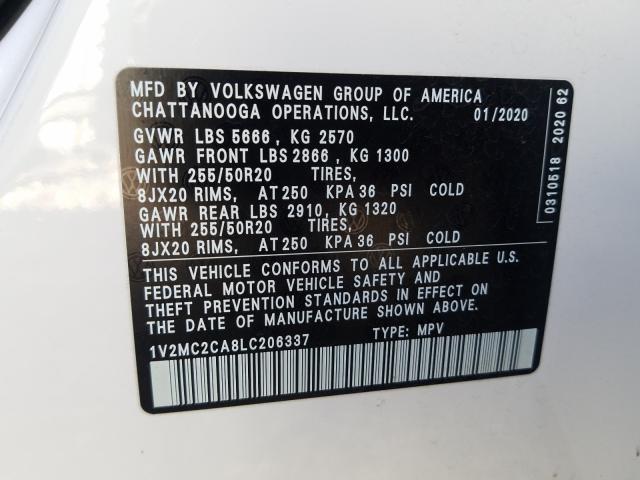 MFD BY VOLKSWAGEN GROUP OF AMERICA
CHATTANOOGA OPERATIONS, LLC. 01/2020
GVWR LBS 5666 , KG 2570
GAWR FRONT LBS 2866 , KG 1300
WITH 255/50R20 TIRES,
8JX20 RIMS, AT 250 KPA 36 PSI COLD
GAWR REAR LBS 2910, KG 1320
WITH 255/50R20 TIRES,
8JX20 RIMS, AT 250 KPA 36 PSI COLD
THIS VEHICLE CONFORMS TO ALL APPLICABLE U.S.
FEDERAL MOTOR VEHICLE SAFETY AND
THEFT PREVENTION STANDARDS IN EFFECT ON
THE DATE OF MANUFACTURE SHOWN ABOVE.
1V2MC2CA8LC206337 TYPE: MPV
0310518 2020 62